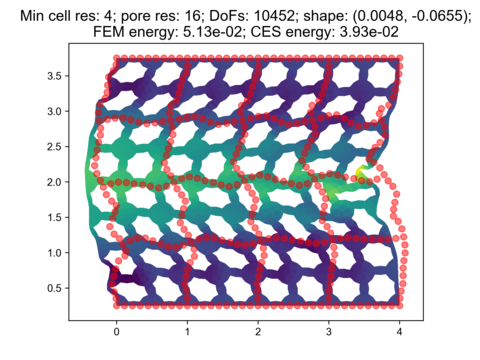 Min cell res: 4; pore res: 16; DoFs: 10452; shape: (0.0048, -0.0655);
FEM energy: 5.13e-02; CES energy: 3.93e-02
3.5
3.0
2.5
2.0
1.5
1.0
0.5
0 1 2 3 4